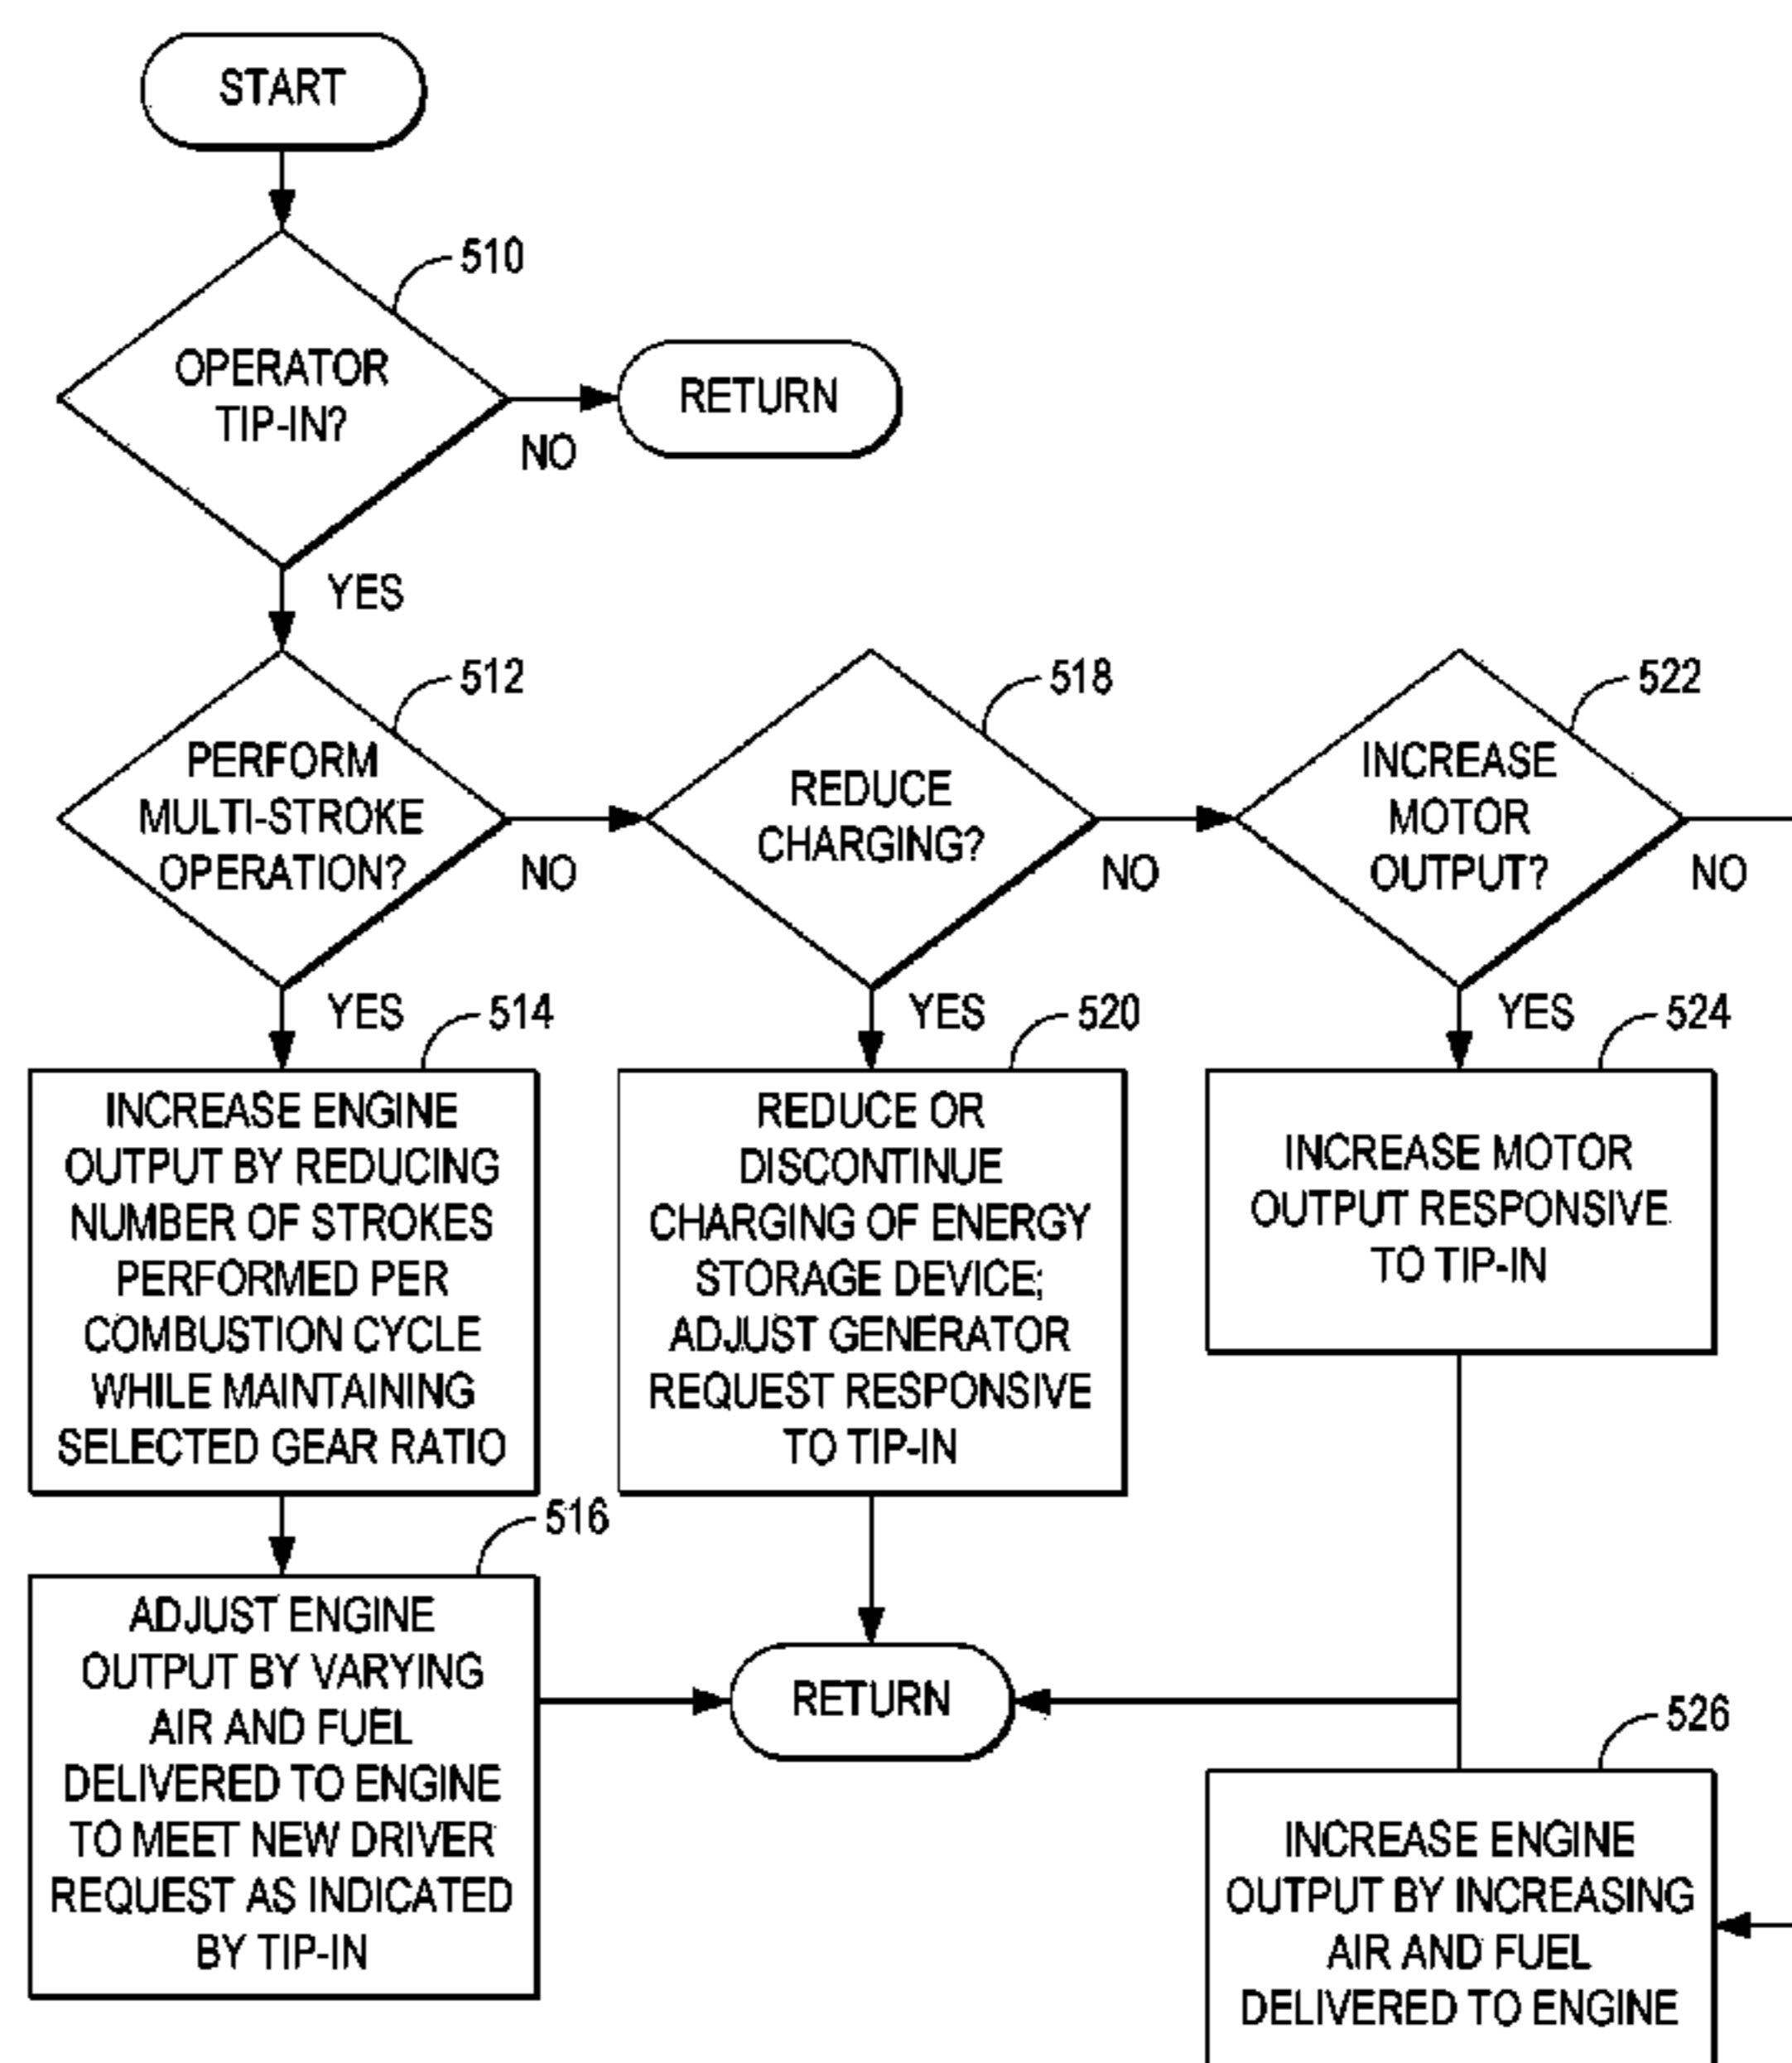 START
510
OPERATOR
TIP-IN?
NO
RETURN
YES
512
PERFORM
MULTI-STROKE
OPERATION?
NO
YES
518
REDUCE
CHARGING?
NO
YES
522
INCREASE
MOTOR
OUTPUT?
NO
YES
514
INCREASE ENGINE
OUTPUT BY REDUCING
NUMBER OF STROKES
PERFORMED PER
COMBUSTION CYCLE
WHILE MAINTAINING
SELECTED GEAR RATIO
520
REDUCE OR
DISCONTINUE
CHARGING OF ENERGY
STORAGE DEVICE;
ADJUST GENERATOR
REQUEST RESPONSIVE
TO TIP-IN
524
INCREASE MOTOR
OUTPUT RESPONSIVE
TO TIP-IN
516
ADJUST ENGINE
OUTPUT BY VARYING
AIR AND FUEL
DELIVERED TO ENGINE
TO MEET NEW DRIVER
REQUEST AS INDICATED
BY TIP-IN
RETURN
526
INCREASE ENGINE
OUTPUT BY INCREASING
AIR AND FUEL
DELIVERED TO ENGINE